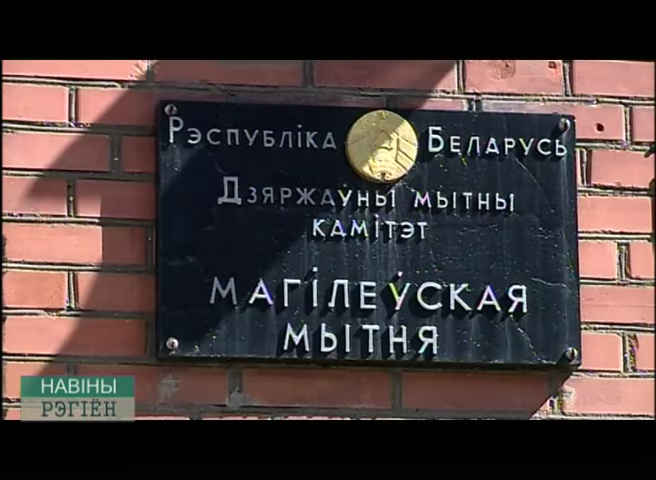 Рэспубліка Беларусь
Дзяржаўны мытны
камітэт
МАГІЛЕЎСКАЯ
МЫТНЯ
НАВІНЫ
РЭГІЁН